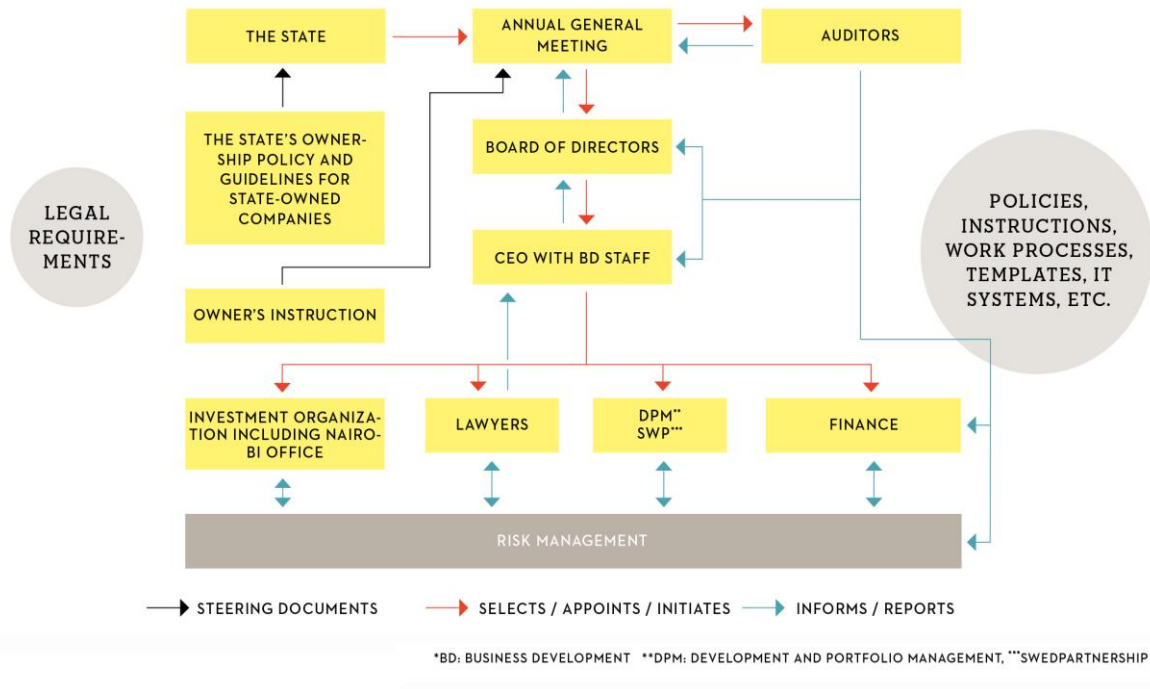 THE STATE
ANNUAL GENERAL
MEETING
AUDITORS
THE STATE'S OWNER-
SHIP POLICY AND
GUIDELINES FOR
STATE-OWNED
COMPANIES
BOARD OF DIRECTORS
LEGAL
REQUIRE-
MENTS
POLICIES,
INSTRUCTIONS,
WORK PROCESSES,
TEMPLATES, IT
SYSTEMS, ETC.
CEO WITH BD STAFF
OWNER'S INSTRUCTION
INVESTMENT ORGANIZA-
TION INCLUDING NAIRO-
BI OFFICE
LAWYERS
DPM**
SWP***
FINANCE
RISK MANAGEMENT
STEERING DOCUMENTS
SELECTS / APPOINTS / INITIATES
INFORMS / REPORTS
*BD: BUSINESS DEVELOPMENT **DPM: DEVELOPMENT AND PORTFOLIO MANAGEMENT, ***SWEDPARTNERSHIP